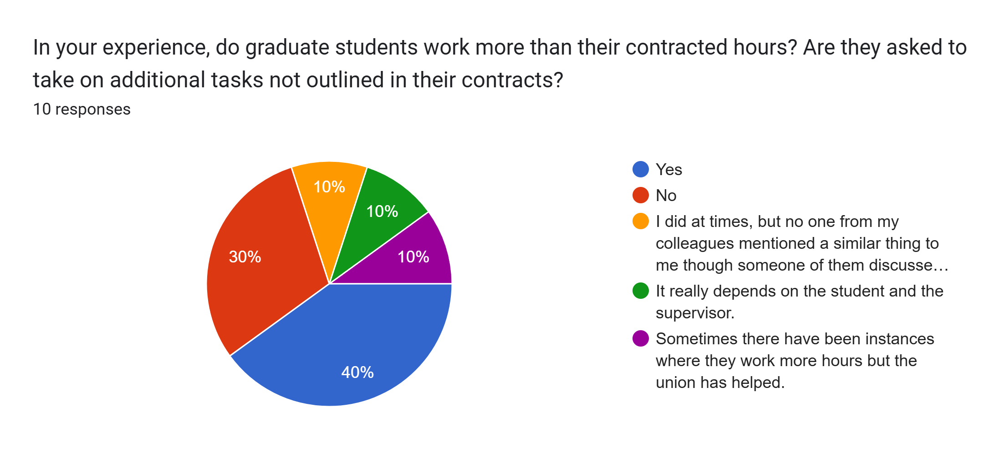 In your experience, do graduate students work more than their contracted hours? Are they asked to
take on additional tasks not outlined in their contracts?
10 responses
10%
10%
10%
30%
40%
Yes
No
I did at times, but no one from my
colleagues mentioned a similar thing to
me though someone of them discusse…
It really depends on the student and the
supervisor.
Sometimes there have been instances
where they work more hours but the
union has helped.